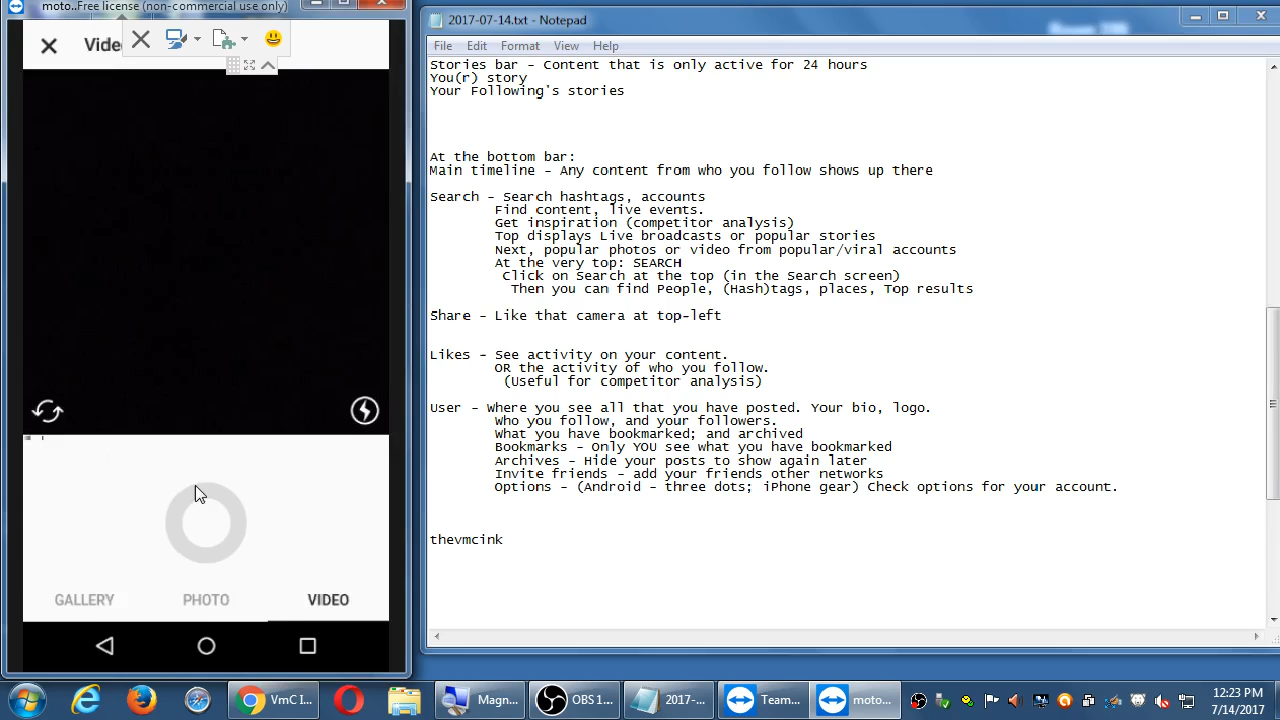 moto..Free license (non-commercial use only)
Vide
GALLERY
PHOTO
VIDEO
2017-07-14.txt - Notepad
File Edit Format View Help
Stories bar - Content that is only active for 24 hours
You(r) story
Your Following's stories
At the bottom bar:
Main timeline - Any content from who you follow shows up there
Search - Search hashtags, accounts
Find content, live events.
Get inspiration (competitor analysis)
Top displays Live broadcasts or popular stories
Next, popular photos or video from popular/viral accounts
At the very top: SEARCH
Click on Search at the top (in the Search screen)
Then you can find People, (Hash)tags, places, Top results
Share - Like that camera at top-left
Likes - See activity on your content.
OR the activity of who you follow.
(Useful for competitor analysis)
User - Where you see all that you have posted. Your bio, logo.
Who you follow, and your followers.
What you have bookmarked; and archived
Bookmarks - Only YOU see what you have bookmarked
Archives - Hide your posts to show again later
Invite friends - add your friends other networks
Options - (Android - three dots; iPhone gear) Check options for your account.
thevmcink
VmC I...
Magn...
OBS 1...
2017-...
Team...
moto...
12:23 PM
7/14/2017